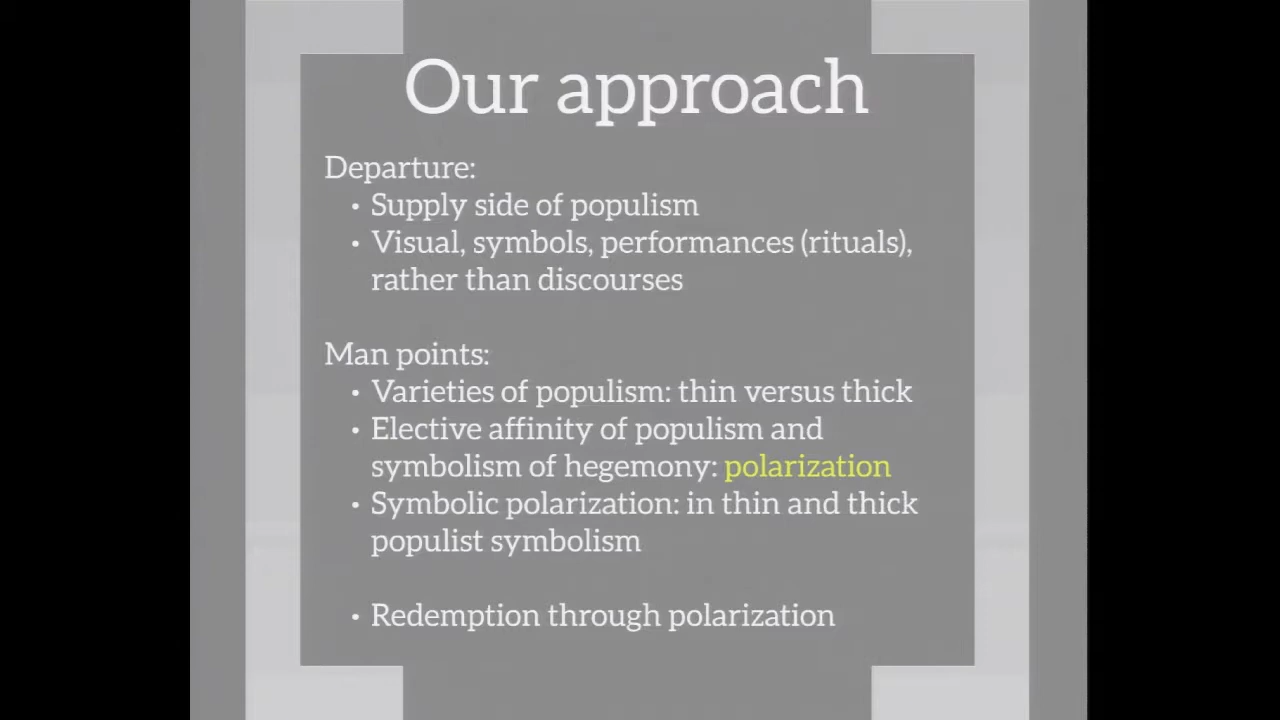 Our approach
Departure:
• Supply side of populism
• Visual, symbols, performances (rituals),
rather than discourses
Man points:
• Varieties of populism: thin versus thick
• Elective affinity of populism and
symbolism of hegemony: polarization
• Symbolic polarization: in thin and thick
populist symbolism
• Redemption through polarization